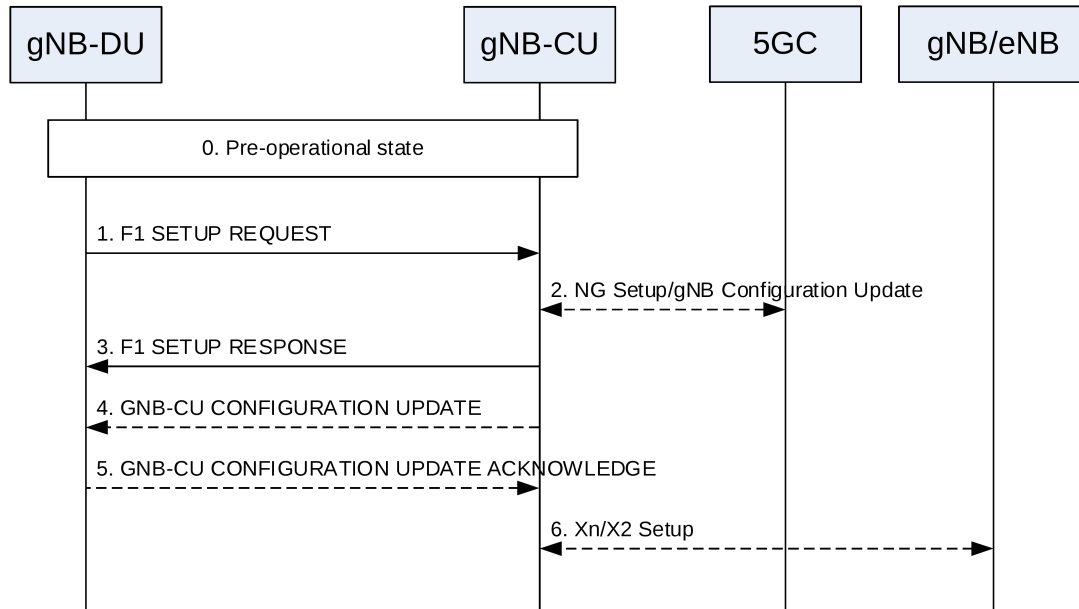 gNB-DU
gNB-CU
5GC
gNB/eNB
0. Pre-operational state
1. F1 SETUP REQUEST
2. NG Setup/gNB Configuration Update
3. F1 SETUP RESPONSE
4. GNB-CU CONFIGURATION UPDATE
5. GNB-CU CONFIGURATION UPDATE ACKNOWLEDGE
6. Xn/X2 Setup